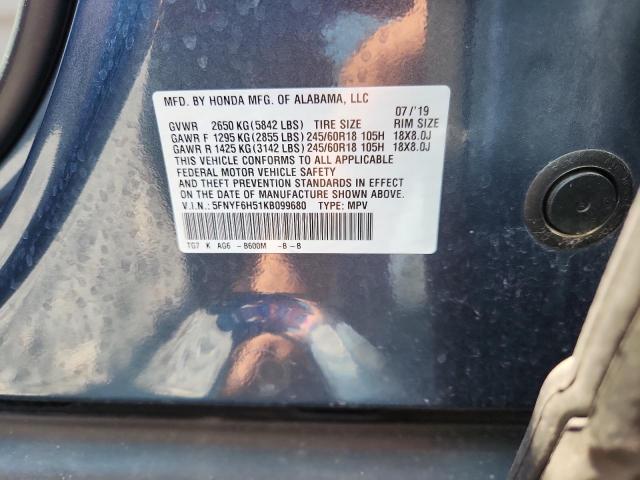 MFD. BY HONDA MFG. OF ALABAMA, LLC
07/'19
GVWR 2650 KG (5842 LBS) TIRE SIZE RIM SIZE
GAWR F 1295 KG (2855 LBS) 245/60R18 105H 18X8.0J
GAWR R 1425 KG (3142 LBS) 245/60R18 105H 18X8.0J
THIS VEHICLE CONFORMS TO ALL APPLICABLE
FEDERAL MOTOR VEHICLE SAFETY
AND THEFT PREVENTION STANDARDS IN EFFECT
ON THE DATE OF MANUFACTURE SHOWN ABOVE.
V.I.N.: 5FNYF6H51KB099680 TYPE: MPV
TG7 K AG6 -B600M -B-B